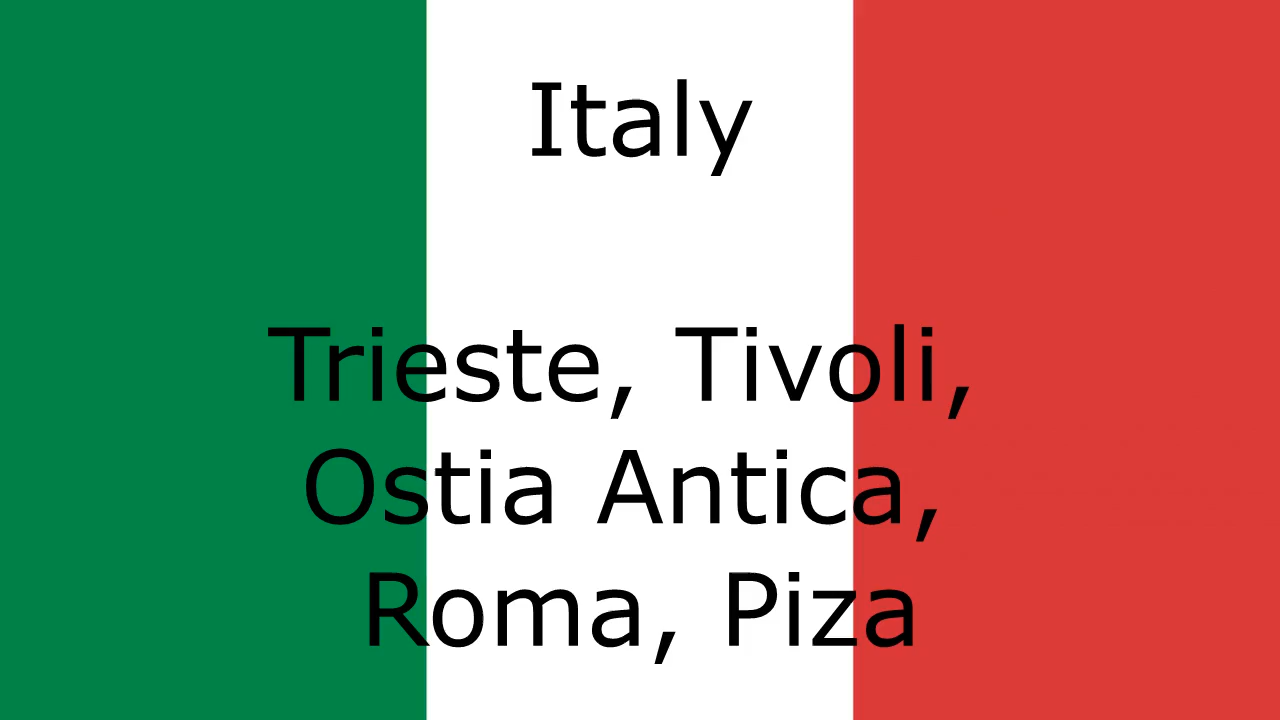 Italy
Trieste, Tivoli,
Ostia Antica,
Roma, Piza